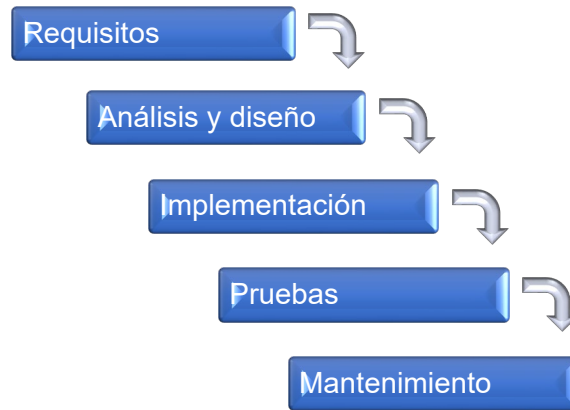 Requisitos
Análisis y diseño
Implementación
Pruebas
Mantenimiento